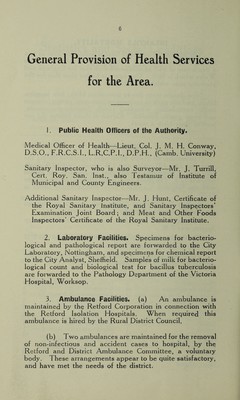 6
General Provision of Health Services
for the Area.
1. Public Health Officers of the Authority.
Medical Officer of Health—Lieut. Col. J. M. H. Conway,
D.S.O., F.R.C.S.I., L.R.C.P.I., D.P.H., (Camb. University)
Sanitary Inspector, who is also Surveyor—Mr. J. Turrill,
Cert. Roy. San. Inst., also Testamur of Institute of
Municipal and County Engineers.
Additional Sanitary Inspector—Mr. J. Hunt, Certificate of
the Royal Sanitary Institute, and Sanitary Inspectors'
Examination Joint Board; and Meat and Other Foods
Inspectors' Certificate of the Royal Sanitary Institute.
2. Laboratory Facilities. Specimens for bacterio-
logical and pathological report are forwarded to the City
Laboratory, Nottingham, and specimens for chemical report
to the City Analyst, Sheffield. Samples of milk for bacterio-
logical count and biological test for bacillus tuberculosis
are forwarded to the Pathology Department of the Victoria
Hospital, Worksop.
3. Ambulance Facilities. (a) An ambulance is
maintained by the Retford Corporation in connection with
the Retford Isolation Hospitals. When required this
ambulance is hired by the Rural District Council,
(b) Two ambulances are maintained for the removal
of non-infectious and accident cases to hospital, by the
Retford and District Ambulance Committee, a voluntary
body. These arrangements appear to be quite satisfactory,
and have met the needs of the district.